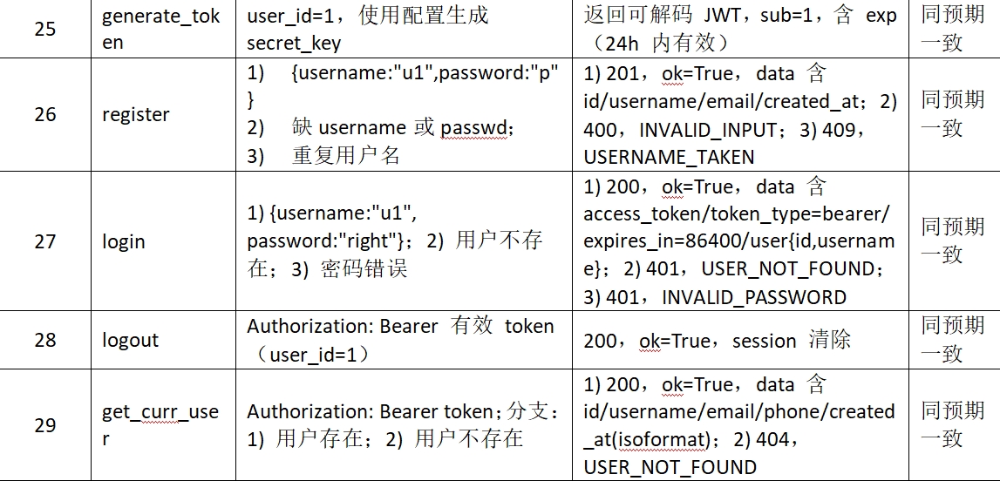 25
generate_tok
en
user_id=1，使用配置生成
secret_key
返回可解码 JWT，sub=1，含 exp
（24h 内有效）
同预期
一致
26
register
1) {username:"u1",password:"p"
}
2) 缺 username 或 passwd；
3) 重复用户名
1) 201，ok=True，data 含
id/username/email/created_at；2)
400，INVALID_INPUT；3) 409，
USERNAME_TAKEN
同预期
一致
27
login
1) {username:"u1",
password:"right"}；2) 用户不存
在；3) 密码错误
1) 200，ok=True，data 含
access_token/token_type=bearer/
expires_in=86400/user{id,usernam
e}；2) 401，USER_NOT_FOUND；
3) 401，INVALID_PASSWORD
同预期
一致
28
logout
Authorization: Bearer 有效 token
（user_id=1）
200，ok=True，session 清除
同预期
一致
29
get_curr_use
r
Authorization: Bearer token；分支：
1) 用户存在；2) 用户不存在
1) 200，ok=True，data 含
id/username/email/phone/created
_at(isoformat)；2) 404，
USER_NOT_FOUND
同预期
一致